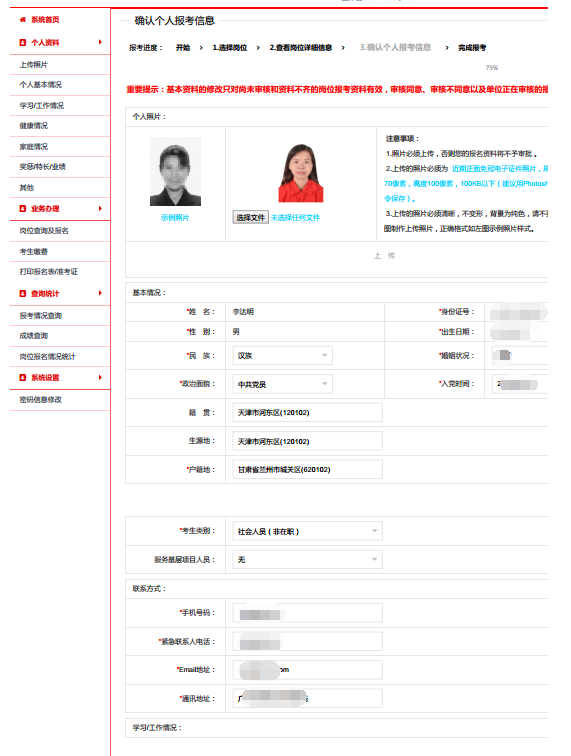 系统首页
个人资料
上传照片
个人基本情况
学习/工作情况
健康情况
家庭情况
奖惩/特长/业绩
其他
业务办理
岗位查询及报名
考生缴费
打印报名表/准考证
查询统计
报考情况查询
成绩查询
岗位报名情况统计
系统设置
密码信息修改
确认个人报考信息
报考进度： 开始 › 1.选择岗位 › 2.查看岗位详细信息 › 3.确认个人报考信息 › 完成报考
75%
重要提示：基本资料的修改只对尚未审核和资料不齐的岗位报考资料有效，审核同意、审核不同意以及单位正在审核的
个人照片：
示例照片
选择文件 未选择任何文件
注意事项：
1.照片必须上传，否则您的报名资料将不予审批 。
2.上传的照片必须为 近期正面免冠电子证件照片，
70像素，高度100像素，100KB以下（ 建议用Photosh
令保存 ）。
3.上传的照片必须清晰，不变形，背景为纯色，请不
图制作上传照片，正确格式如左图示例照片样式。
上 传
基本情况：
*姓 名： 李达明 *身份证号：
*性 别： 男 *出生日期：
*民 族： 汉族 *婚姻状况：
*政治面貌： 中共党员 *入党时间： 2
籍 贯： 天津市河东区(120102)
生源地： 天津市河东区(120102)
*户籍地： 甘肃省兰州市城关区(620102)
*考生类别： 社会人员（ 非在职 ）
服务基层项目人员： 无
联系方式：
*手机号码：
*紧急联系人电话：
*Email地址： om
*通讯地址：
学习/工作情况：